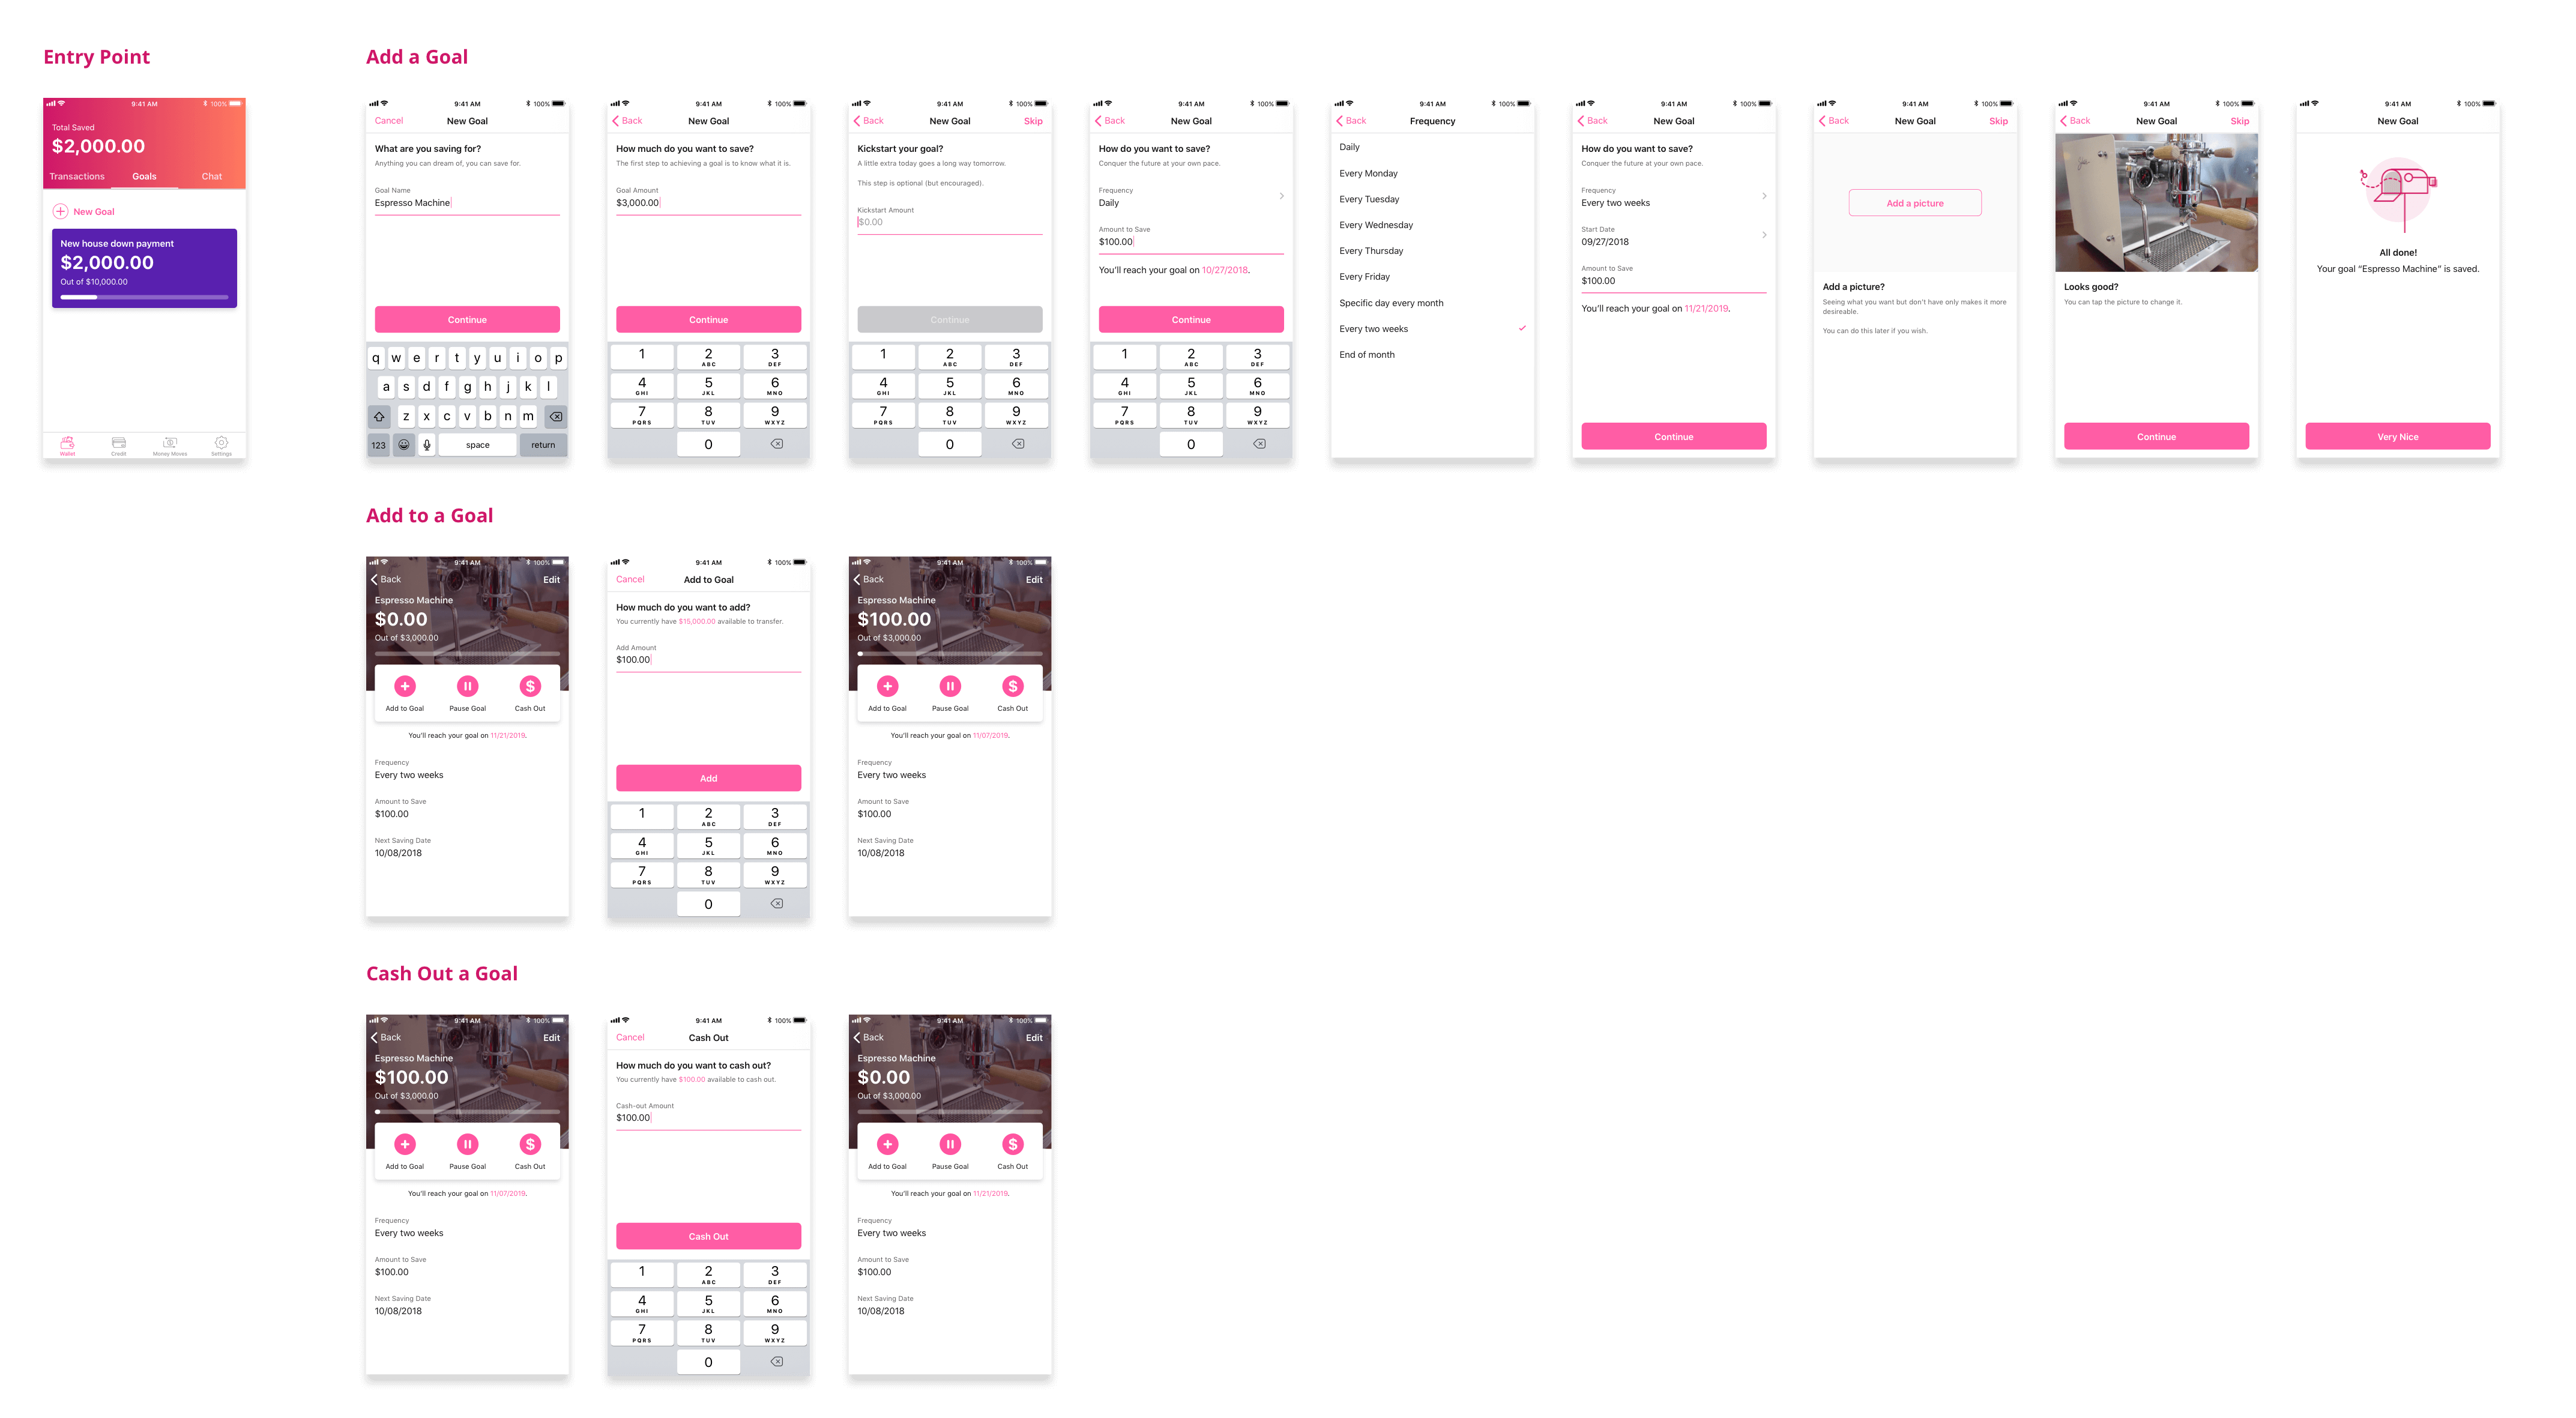 Entry Point
9:41 AM
100%
Total Saved
$2,000.00
Transactions
Goals
Chat
New Goal
New house down payment
$2,000.00
Out of $10,000.00
Wallet
Credit
Money Moves
Settings
Add a Goal
9:41 AM
100%
Cancel
New Goal
What are you saving for?
Anything you can dream of, you can save for.
Goal Name
Espresso Machine
Continue
q w e r t y u i o p
a s d f g h j k l
z x c v b n m
123
space
return
9:41 AM
100%
Back
New Goal
How much do you want to save?
The first step to achieving a goal is to know what it is.
Goal Amount
$3,000.00
Continue
1 2 3
ABC DEF
4 5 6
GHI JKL MNO
7 8 9
PQRS TUV WXYZ
0
9:41 AM
100%
Back
New Goal
Skip
Kickstart your goal?
A little extra today goes a long way tomorrow.
This step is optional (but encouraged).
Kickstart Amount
$0.00
Continue
1 2 3
ABC DEF
4 5 6
GHI JKL MNO
7 8 9
PQRS TUV WXYZ
0
9:41 AM
100%
Back
New Goal
How do you want to save?
Conquer the future at your own pace.
Frequency
Daily
Amount to Save
$100.00
You'll reach your goal on 10/27/2018.
Continue
1 2 3
ABC DEF
4 5 6
GHI JKL MNO
7 8 9
PQRS TUV WXYZ
0
9:41 AM
100%
Back
Frequency
Daily
Every Monday
Every Tuesday
Every Wednesday
Every Thursday
Every Friday
Specific day every month
Every two weeks
End of month
9:41 AM
100%
Back
New Goal
How do you want to save?
Conquer the future at your own pace.
Frequency
Every two weeks
Start Date
09/27/2018
Amount to Save
$100.00
You'll reach your goal on 11/21/2019.
Continue
9:41 AM
100%
Back
New Goal
Skip
Add a picture
Add a picture?
Seeing what you want but don't have only makes it more
desireable.
You can do this later if you wish.
9:41 AM
100%
Back
New Goal
Skip
Looks good?
You can tap the picture to change it.
Continue
9:41 AM
100%
New Goal
All done!
Your goal “Espresso Machine” is saved.
Very Nice
Add to a Goal
9:41 AM
100%
Back
Edit
Espresso Machine
$0.00
Out of $3,000.00
Add to Goal
Pause Goal
Cash Out
You'll reach your goal on 11/21/2019.
Frequency
Every two weeks
Amount to Save
$100.00
Next Saving Date
10/08/2018
9:41 AM
100%
Cancel
Add to Goal
How much do you want to add?
You currently have $15,000.00 available to transfer.
Add Amount
$100.00
Add
1 2 3
ABC DEF
4 5 6
GHI JKL MNO
7 8 9
PQRS TUV WXYZ
0
9:41 AM
100%
Back
Edit
Espresso Machine
$100.00
Out of $3,000.00
Add to Goal
Pause Goal
Cash Out
You'll reach your goal on 11/07/2019.
Frequency
Every two weeks
Amount to Save
$100.00
Next Saving Date
10/08/2018
Cash Out a Goal
9:41 AM
100%
Back
Edit
Espresso Machine
$100.00
Out of $3,000.00
Add to Goal
Pause Goal
Cash Out
You'll reach your goal on 11/07/2019.
Frequency
Every two weeks
Amount to Save
$100.00
Next Saving Date
10/08/2018
9:41 AM
100%
Cancel
Cash Out
How much do you want to cash out?
You currently have $100.00 available to cash out.
Cash-out Amount
$100.00
Cash Out
1 2 3
ABC DEF
4 5 6
GHI JKL MNO
7 8 9
PQRS TUV WXYZ
0
9:41 AM
100%
Back
Edit
Espresso Machine
$0.00
Out of $3,000.00
Add to Goal
Pause Goal
Cash Out
You'll reach your goal on 11/21/2019.
Frequency
Every two weeks
Amount to Save
$100.00
Next Saving Date
10/08/2018